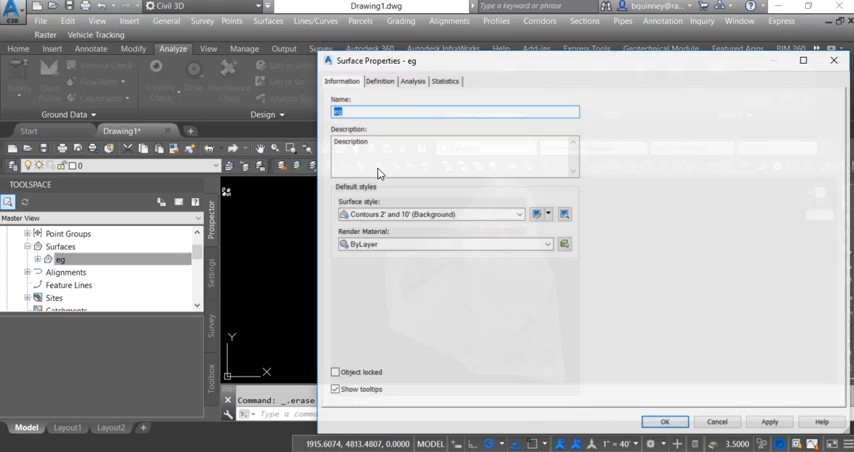 Civil 3D
Drawing1.dwg
Type a keyword or phrase
bquinney@ra...
File Edit View Insert General Survey Points Surfaces Lines/Curves Parcels Grading Alignments Profiles Corridors Sections Pipes Annotation Inquiry Window Express
Raster Vehicle Tracking
Home Insert Annotate Modify Analyze View Manage Output Survey Autodesk 360 Autodesk InfraWorks Help Add-ins Express Tools Geotechnical Module Featured Apps BIM 360
Ground Data
Design
Start
Drawing1*
0
TOOLSPACE
Master View
Point Groups
Surfaces
eg
Alignments
Feature Lines
Sites
Catchments
Prospector
Settings
Survey
Toolbox
Y
X
Command: _.erase
Type a comma
Surface Properties - eg
Information Definition Analysis Statistics
Name:
eg
Description:
Description
Default styles
Surface style:
Contours 2' and 10' (Background)
Render Material:
ByLayer
Object locked
Show tooltips
OK Cancel Apply Help
Model Layout1 Layout2
1915.6074, 4813.4807, 0.0000 MODEL
1" = 40'
3.5000